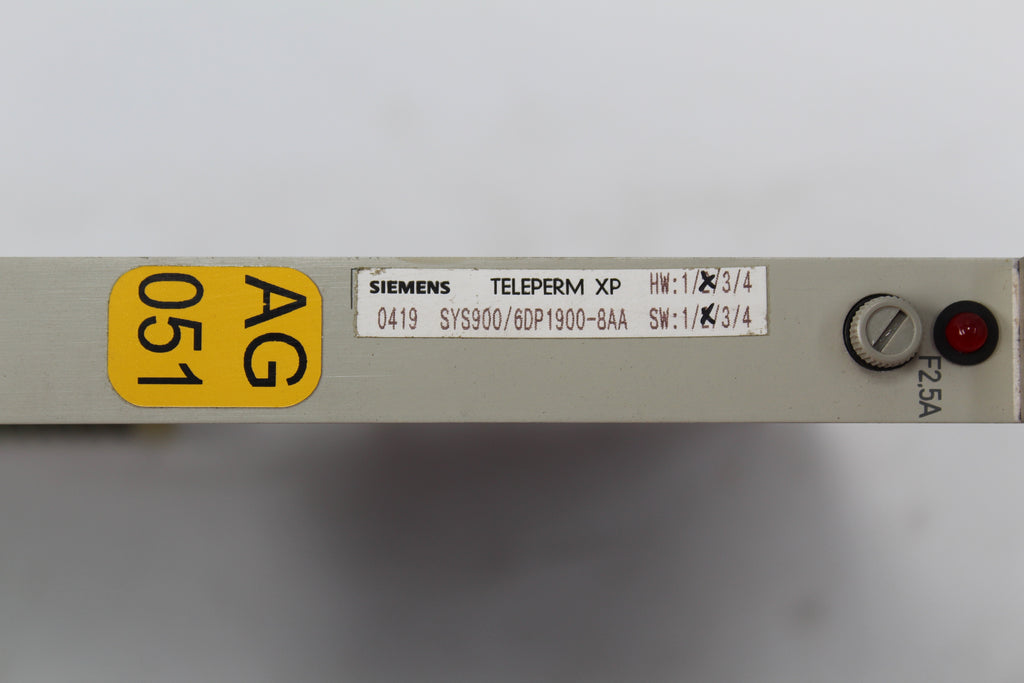 AG
051
SIEMENS TELEPERM XP HW:1/2/3/4
0419 SYS900/6DP1900-8AA SW:1/2/3/4
F2,5A